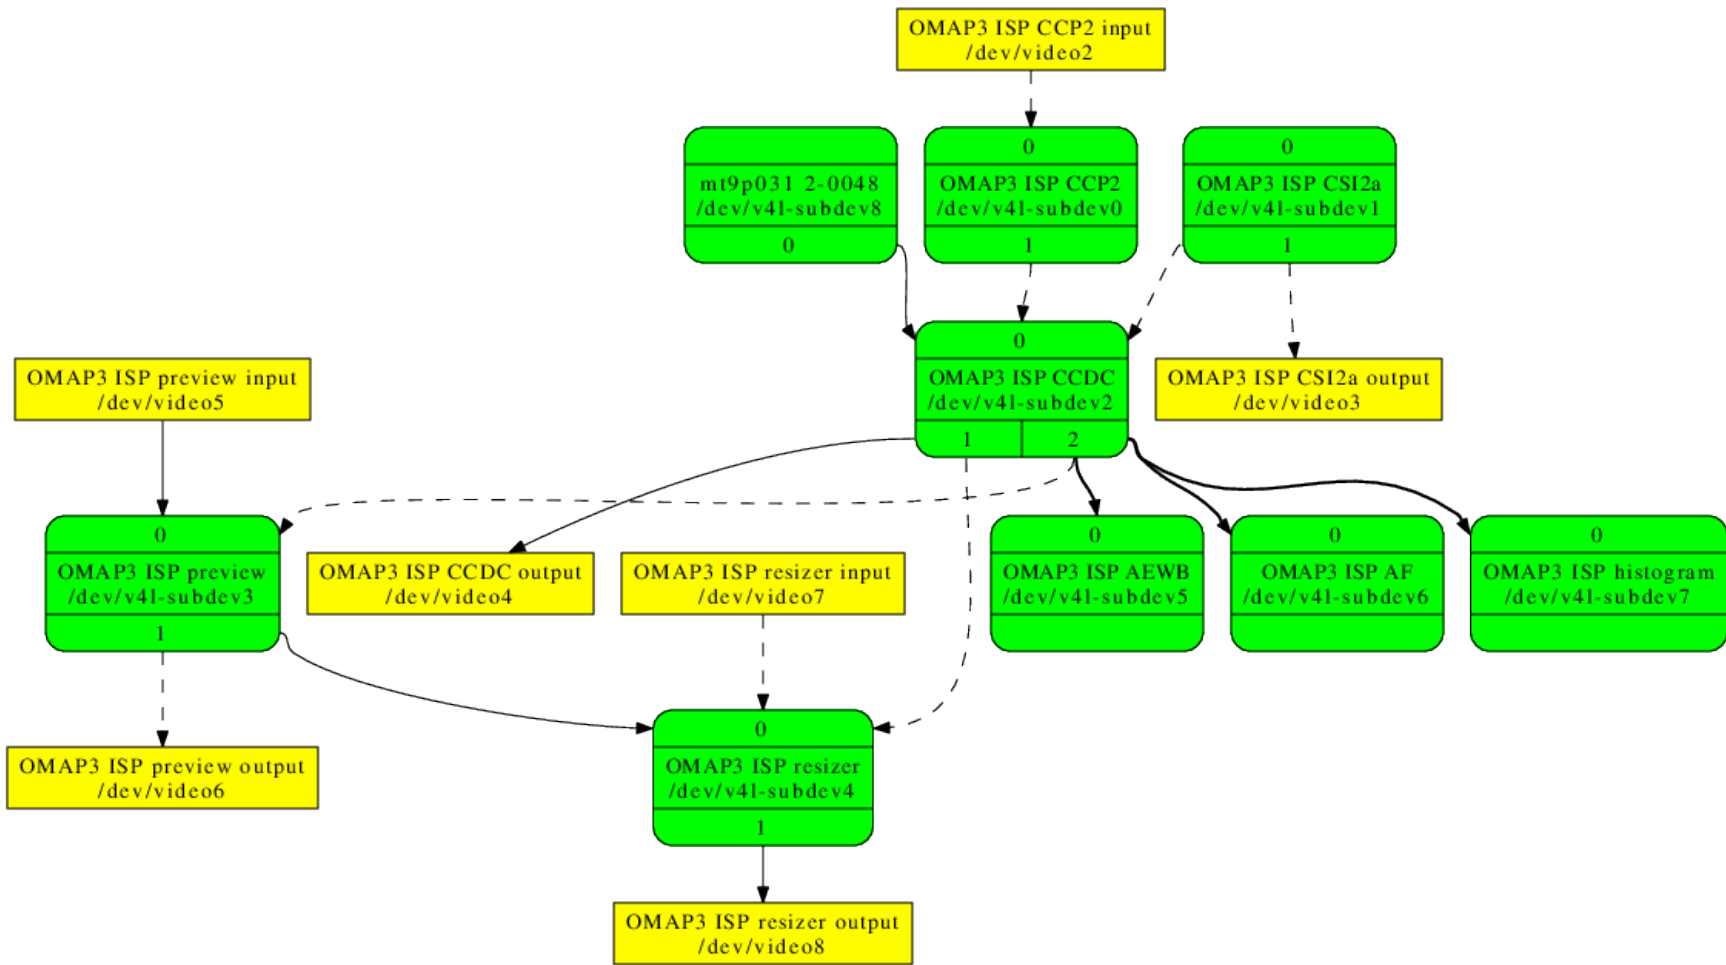 OMAP3 ISP CCP2 input
/dev/video2
0
mt9p031 2-0048
/dev/v4l-subdev8
0
OMAP3 ISP CCP2
/dev/v4l-subdev0
1
0
OMAP3 ISP CSI2a
/dev/v4l-subdev1
1
0
OMAP3 ISP CCDC
/dev/v4l-subdev2
1
2
OMAP3 ISP preview input
/dev/video5
OMAP3 ISP CSI2a output
/dev/video3
0
OMAP3 ISP preview
/dev/v4l-subdev3
1
OMAP3 ISP CCDC output
/dev/video4
OMAP3 ISP resizer input
/dev/video7
0
OMAP3 ISP AEWB
/dev/v4l-subdev5
0
OMAP3 ISP AF
/dev/v4l-subdev6
0
OMAP3 ISP histogram
/dev/v4l-subdev7
OMAP3 ISP preview output
/dev/video6
0
OMAP3 ISP resizer
/dev/v4l-subdev4
1
OMAP3 ISP resizer output
/dev/video8